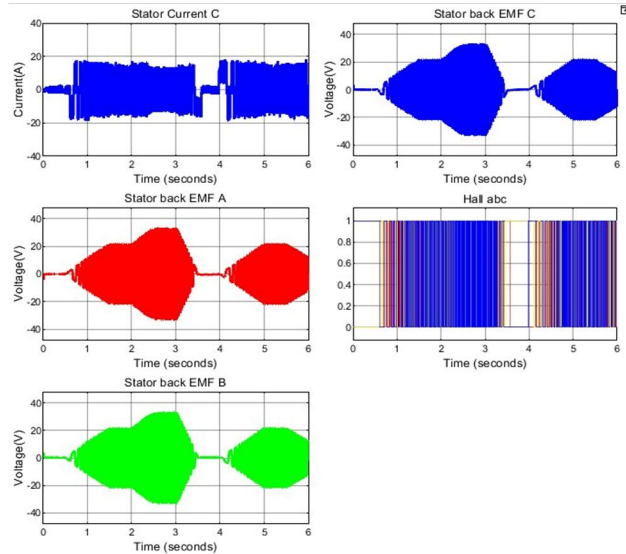 Stator Current C
40
20
0
-20
-40
Current(A)
0 1 2 3 4 5 6
Time (seconds)
Stator back EMF C
40
20
0
-20
-40
Voltage(V)
0 1 2 3 4 5 6
Time (seconds)
Stator back EMF A
40
20
0
-20
-40
Voltage(V)
0 1 2 3 4 5 6
Time (seconds)
Hall abc
1
0.8
0.6
0.4
0.2
0
0 1 2 3 4 5 6
Time (seconds)
Stator back EMF B
40
20
0
-20
-40
Voltage(V)
0 1 2 3 4 5 6
Time (seconds)